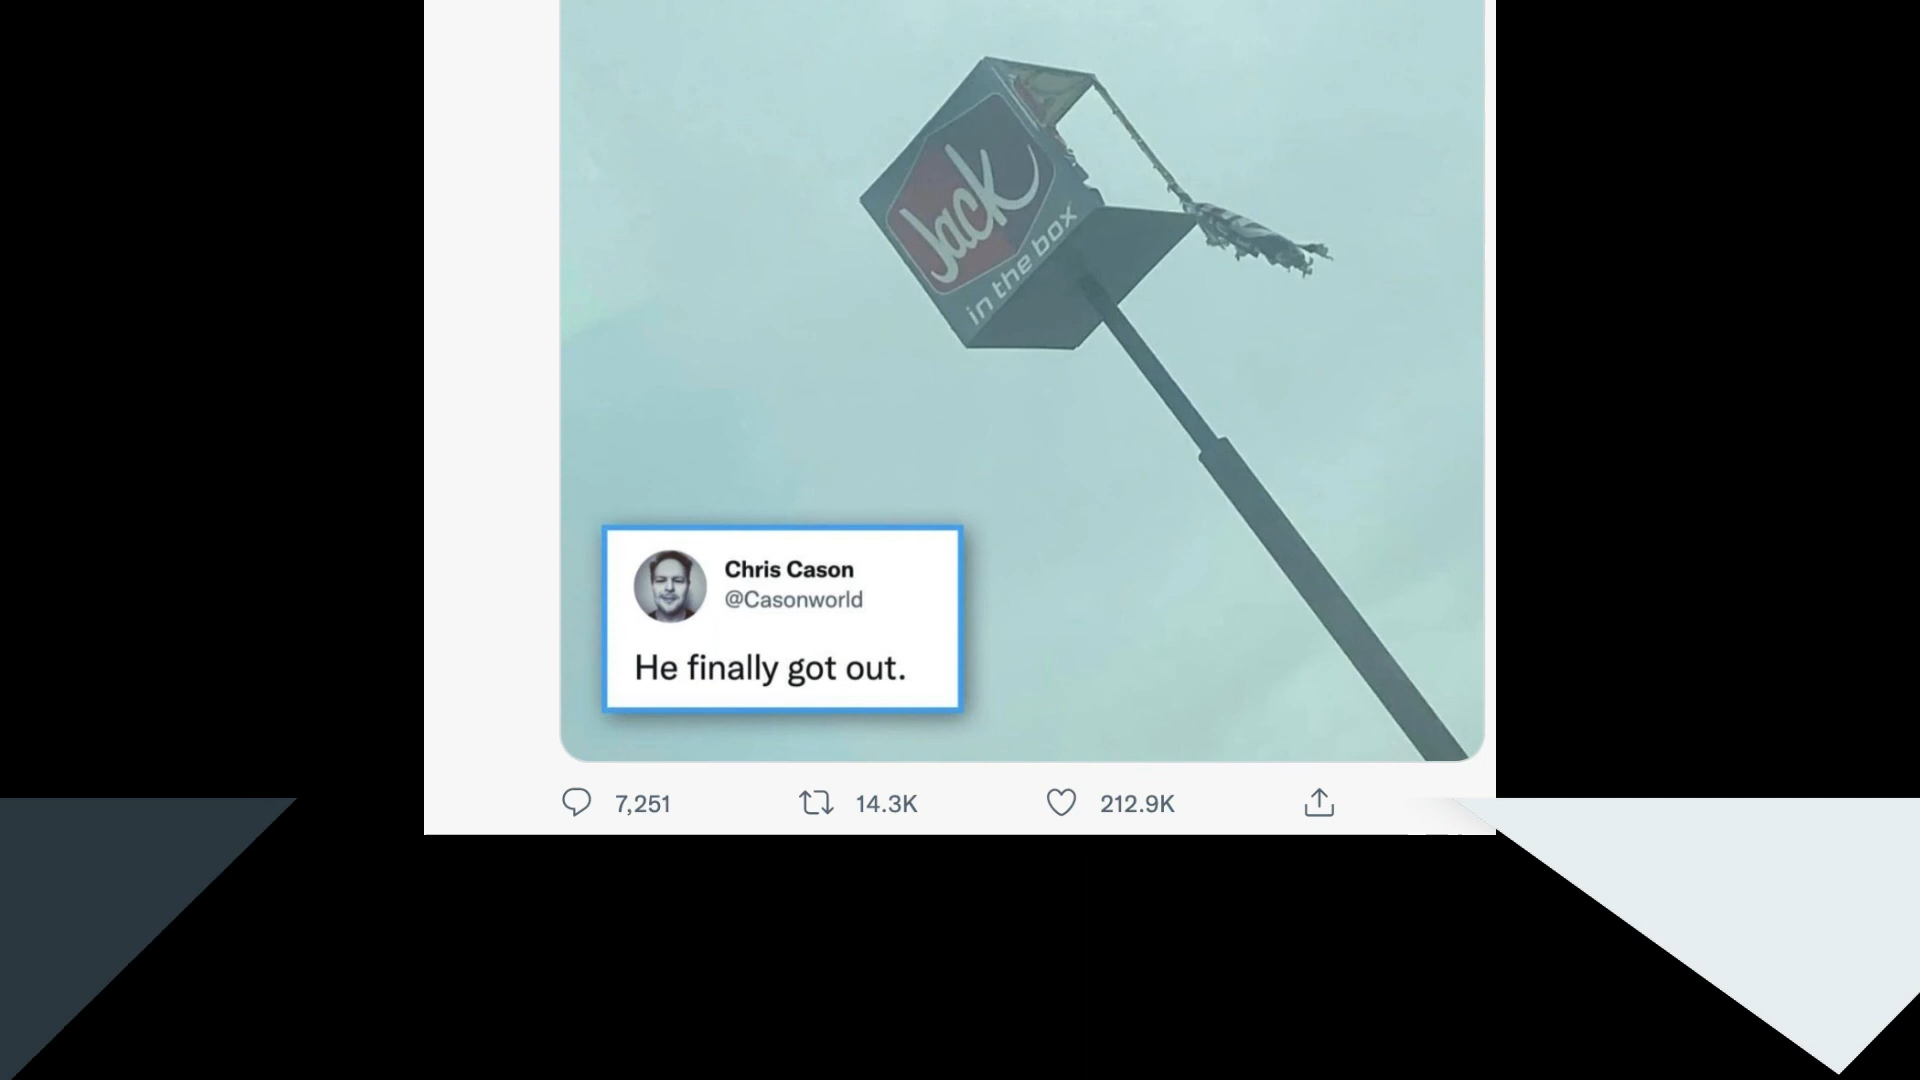 Jack
in the box
Chris Cason
@Casonworld
He finally got out.
7,251 14.3K 212.9K